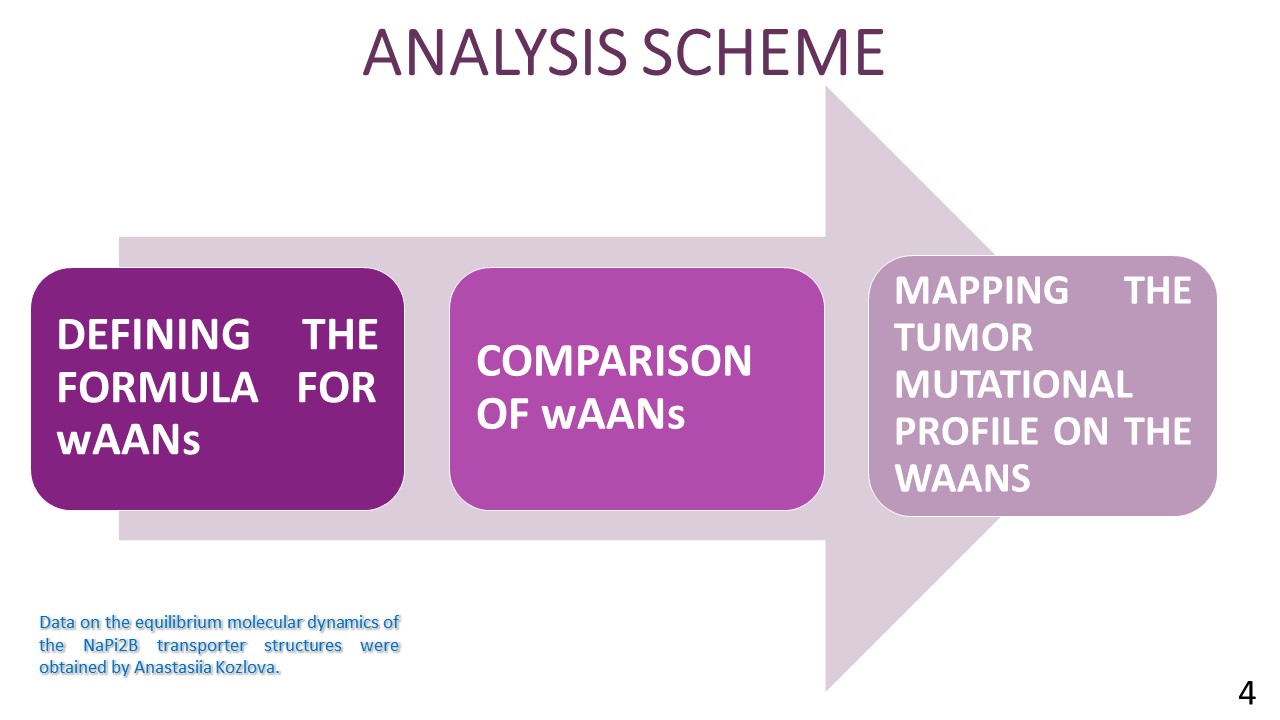 ANALYSIS SCHEME
DEFINING THE
FORMULA FOR
wAANs
COMPARISON
OF wAANs
MAPPING THE
TUMOR
MUTATIONAL
PROFILE ON THE
WAANS
Data on the equilibrium molecular dynamics of
the NaPi2B transporter structures were
obtained by Anastasiia Kozlova.
4